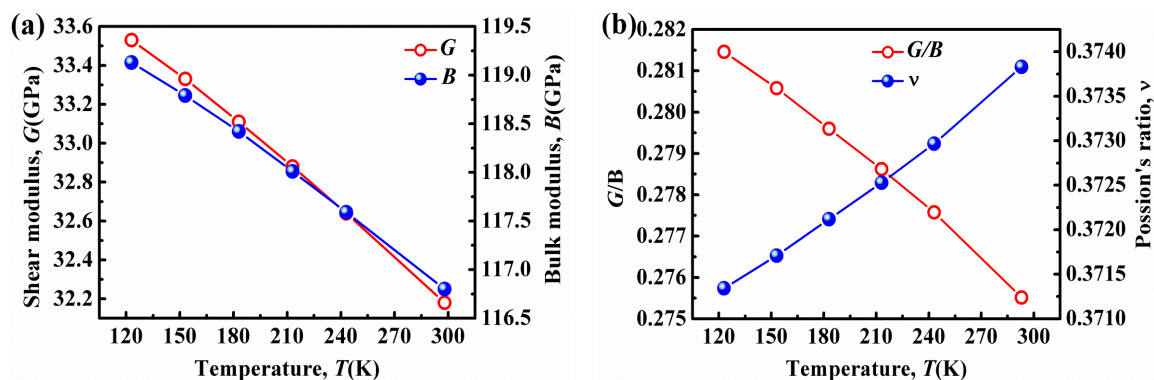 (a)
33.6
33.4
33.2
33.0
32.8
32.6
32.4
32.2
Shear modulus, G(GPa)
G
B
119.5
119.0
118.5
118.0
117.5
117.0
116.5
Bulk modulus, B(GPa)
120 150 180 210 240 270 300
Temperature, T(K)
(b)
0.282
0.281
0.280
0.279
0.278
0.277
0.276
0.275
G/B
G/B
ν
0.3740
0.3735
0.3730
0.3725
0.3720
0.3715
0.3710
Possion's ratio, ν
120 150 180 210 240 270 300
Temperature, T(K)